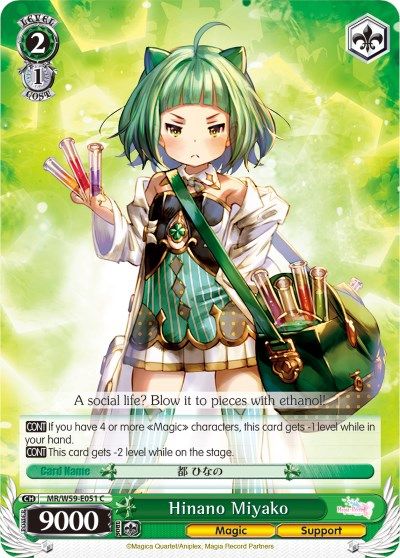 LEVEL
2
1
COST
A social life? Blow it to pieces with ethanol!
CONT If you have 4 or more «Magic» characters, this card gets -1 level while in
your hand.
CONT This card gets -2 level while on the stage.
Card Name 都 ひなの
CH MR/W59-E051 C
POWER 9000 SOUL Hinano Miyako
Magic Support
©Magica Quartet/Aniplex, Magia Record Partners